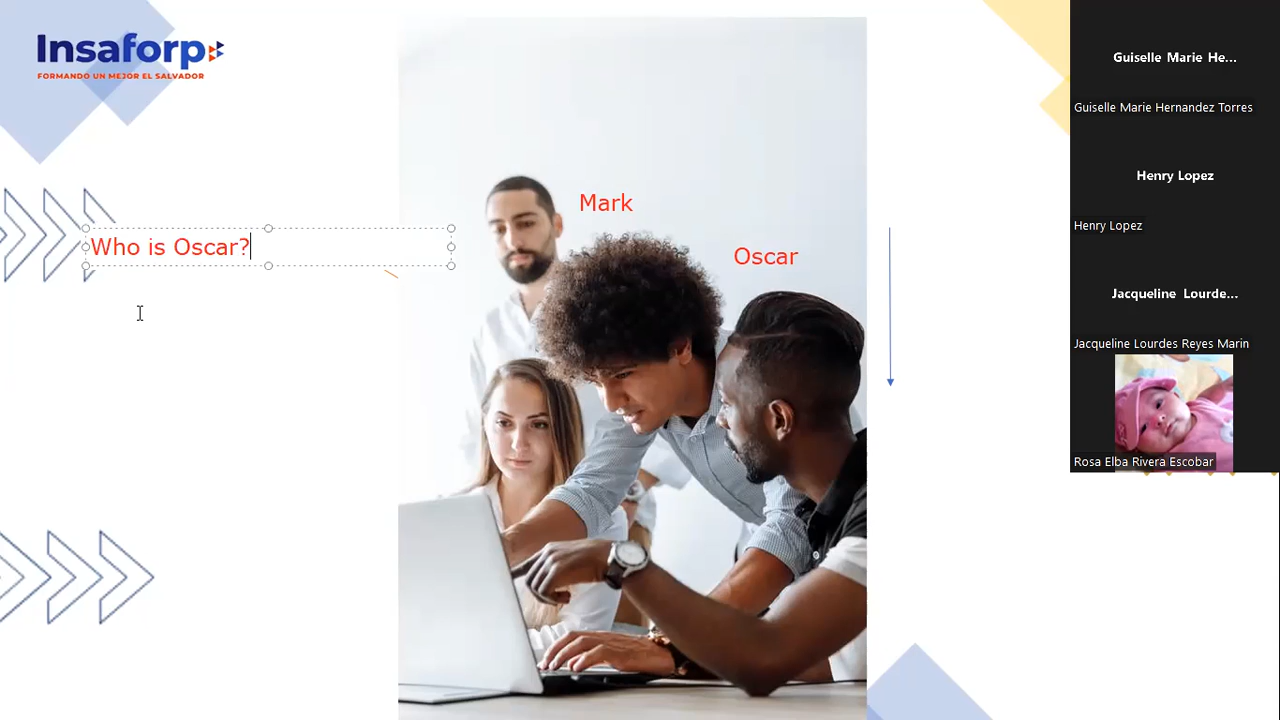 Insaforp
FORMANDO UN MEJOR EL SALVADOR
Who is Oscar?
Mark
Oscar
Guiselle Marie He...
Guiselle Marie Hernandez Torres
Henry Lopez
Henry Lopez
Jacqueline Lourde...
Jacqueline Lourdes Reyes Marin
Rosa Elba Rivera Escobar